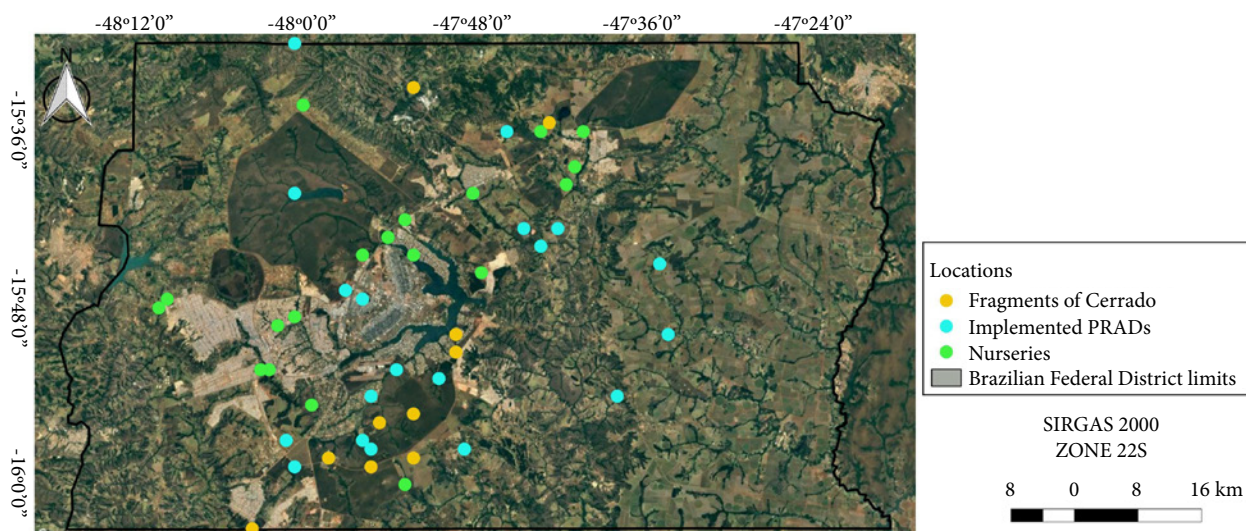 -48º12'0" -48º0'0" -47º48'0" -47º36'0" -47º24'0"
N
-15º36'0"
-15º48'0"
-16º0'0"
Locations
Fragments of Cerrado
Implemented PRADs
Nurseries
Brazilian Federal District limits
SIRGAS 2000
ZONE 22S
8 0 8 16 km